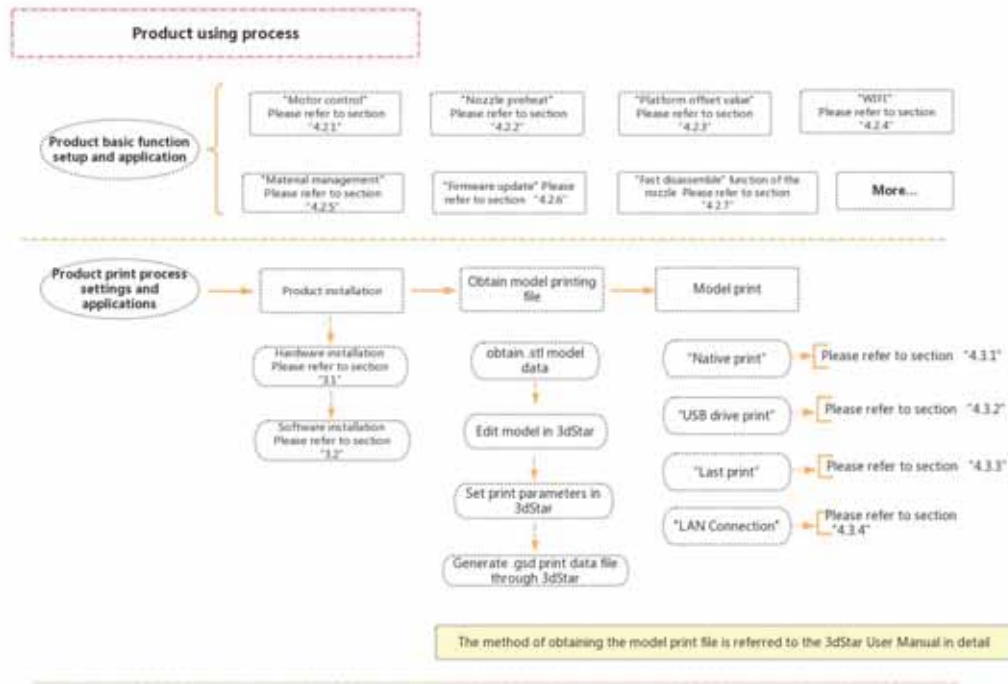 Product using process
Product basic function
setup and application
"Motor control"
Please refer to section
"4.2.1"
"Nozzle preheat"
Please refer to section
"4.2.2"
"Platform offset value"
Please refer to section
"4.2.3"
"WIFI"
Please refer to section
"4.2.4"
"Material management"
Please refer to section
"4.2.5"
"Firmware update" Please
refer to section "4.2.6"
"Fast disassemble" function of the
nozzle Please refer to section
"4.2.7"
More...
Product print process
settings and
applications
Product installation
Obtain model printing
file
Model print
Hardware installation
Please refer to section
"3.1"
Software installation
Please refer to section
"3.2"
obtain .stl model
data
Edit model in 3dStar
Set print parameters in
3dStar
Generate .gsd print data file
through 3dStar
"Native print"
Please refer to section "4.3.1"
"USB drive print"
Please refer to section "4.3.2"
"Last print"
Please refer to section "4.3.3"
"LAN Connection"
Please refer to section
"4.3.4"
The method of obtaining the model print file is referred to the 3dStar User Manual in detail